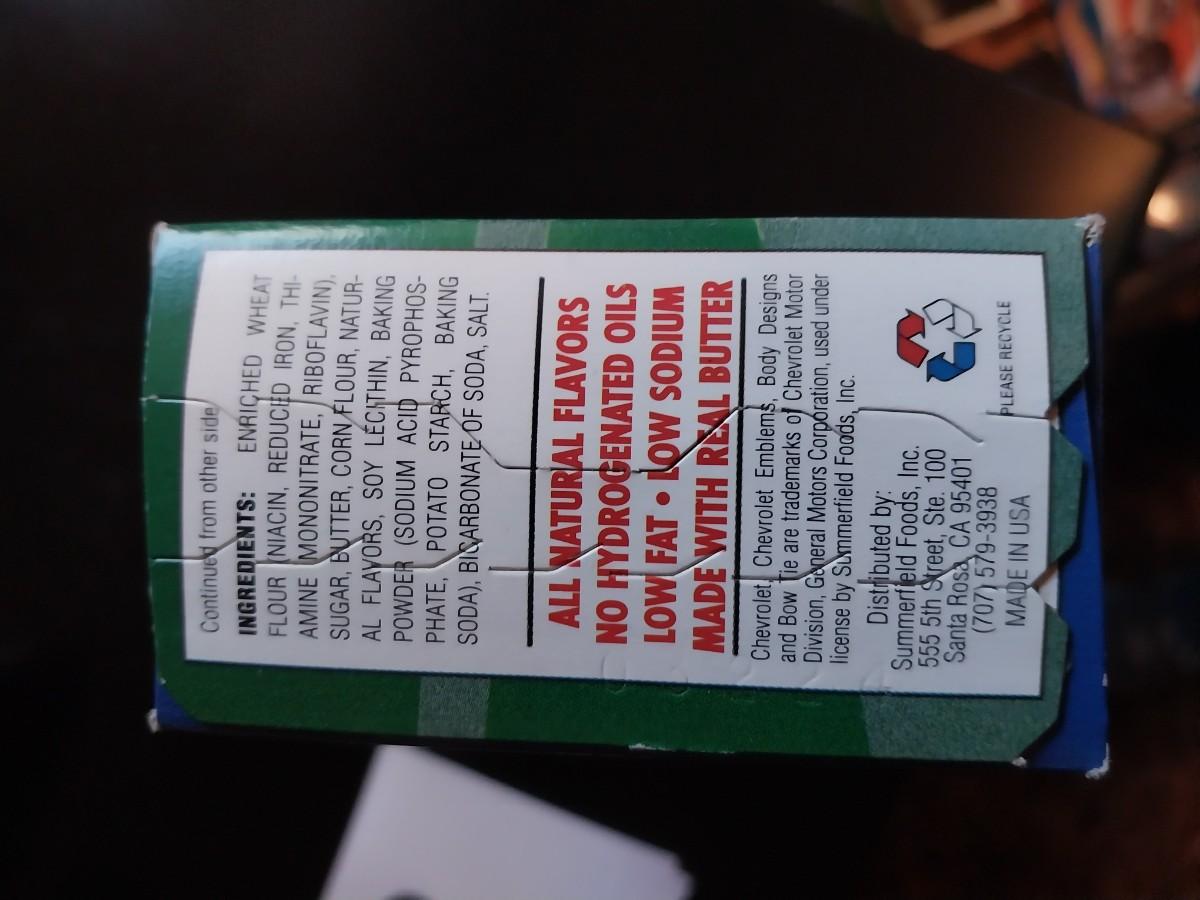 Continued from other side
INGREDIENTS: ENRICHED WHEAT
FLOUR (NIACIN, REDUCED IRON, THI-
AMINE MONONITRATE, RIBOFLAVIN),
SUGAR, BUTTER, CORN FLOUR, NATUR-
AL FLAVORS, SOY LECITHIN, BAKING
POWDER (SODIUM ACID PYROPHOS-
PHATE, POTATO STARCH, BAKING
SODA), BICARBONATE OF SODA, SALT.
ALL NATURAL FLAVORS
NO HYDROGENATED OILS
LOW FAT • LOW SODIUM
MADE WITH REAL BUTTER
Chevrolet, Chevrolet Emblems, Body Designs
and Bow Tie are trademarks of Chevrolet Motor
Division, General Motors Corporation, used under
license by Summerfield Foods, Inc.
Distributed by:
Summerfield Foods, Inc.
555 5th Street, Ste. 100
Santa Rosa, CA 95401
(707) 579-3938
MADE IN USA
PLEASE RECYCLE